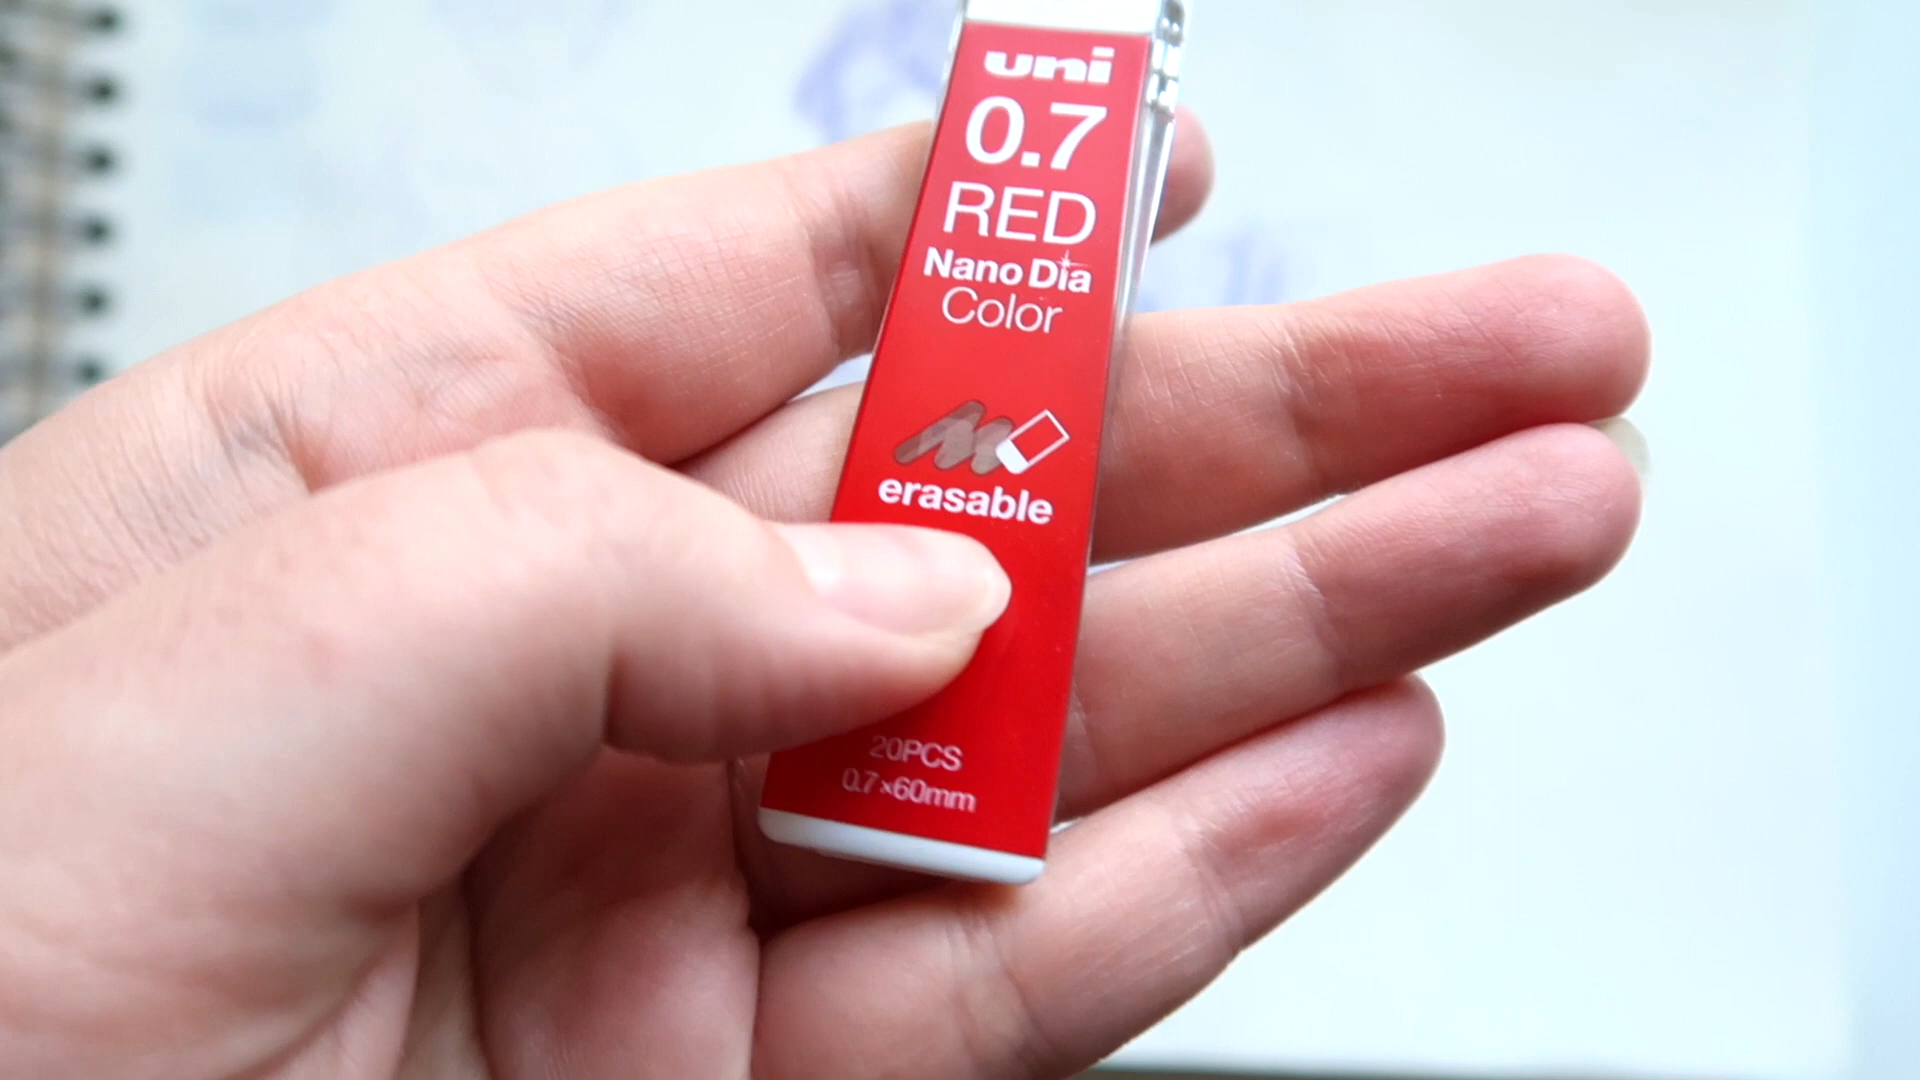 uni
0.7
RED
Nano Dia
Color
erasable
20PCS
0.7×60mm